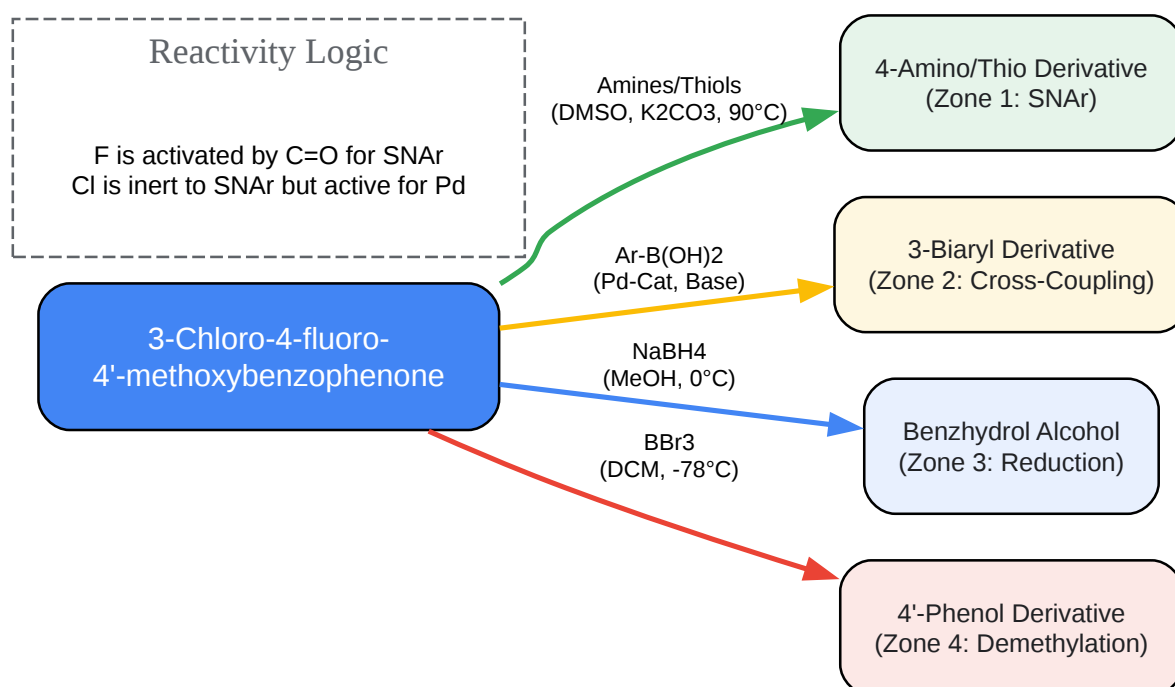 Reactivity Logic
F is activated by C=O for SNAr
Cl is inert to SNAr but active for Pd
3-Chloro-4-fluoro-
4'-methoxybenzophenone
Amines/Thiols
(DMSO, K2CO3, 90°C)
4-Amino/Thio Derivative
(Zone 1: SNAr)
Ar-B(OH)2
(Pd-Cat, Base)
3-Biaryl Derivative
(Zone 2: Cross-Coupling)
NaBH4
(MeOH, 0°C)
Benzhydrol Alcohol
(Zone 3: Reduction)
BBr3
(DCM, -78°C)
4'-Phenol Derivative
(Zone 4: Demethylation)